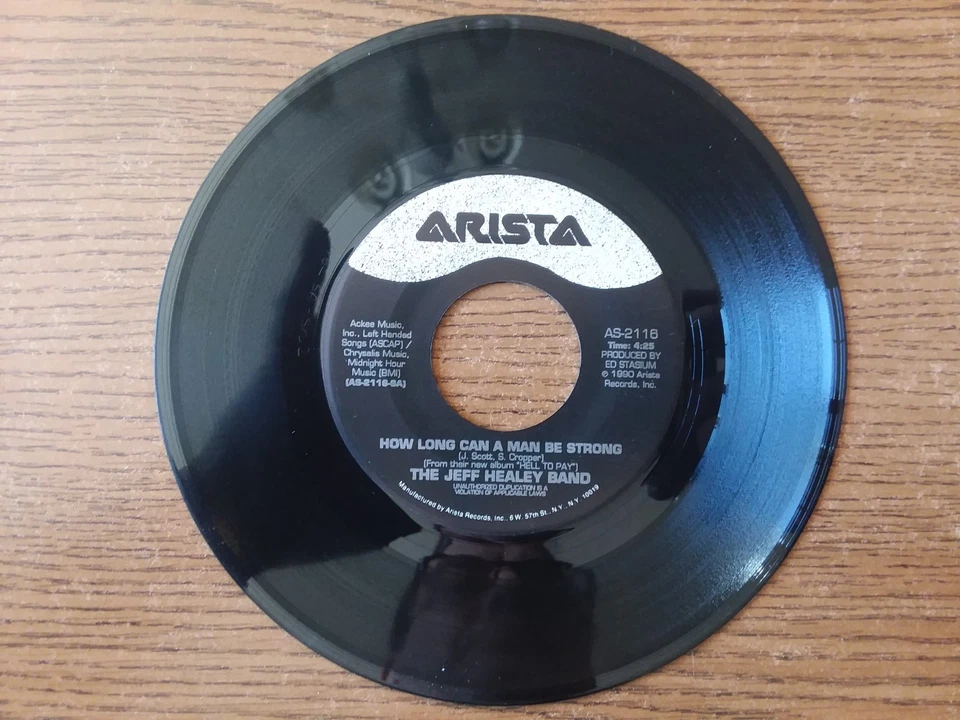 ARISTA
Ackee Music,
Inc., Left Handed
Songs (ASCAP) /
Chrysalis Music,
Midnight Hour
Music (BMI)
(AS-2116-SA)
AS-2116
Time: 4:25
PRODUCED BY
ED STASIUM
℗ 1990 Arista
Records, Inc.
HOW LONG CAN A MAN BE STRONG
(J. Scott, S. Cropper)
(From their new album "HELL TO PAY")
THE JEFF HEALEY BAND
UNAUTHORIZED DUPLICATION IS A
VIOLATION OF APPLICABLE LAWS
Manufactured by Arista Records, Inc., 6 W. 57th St., N.Y., N.Y. 10019